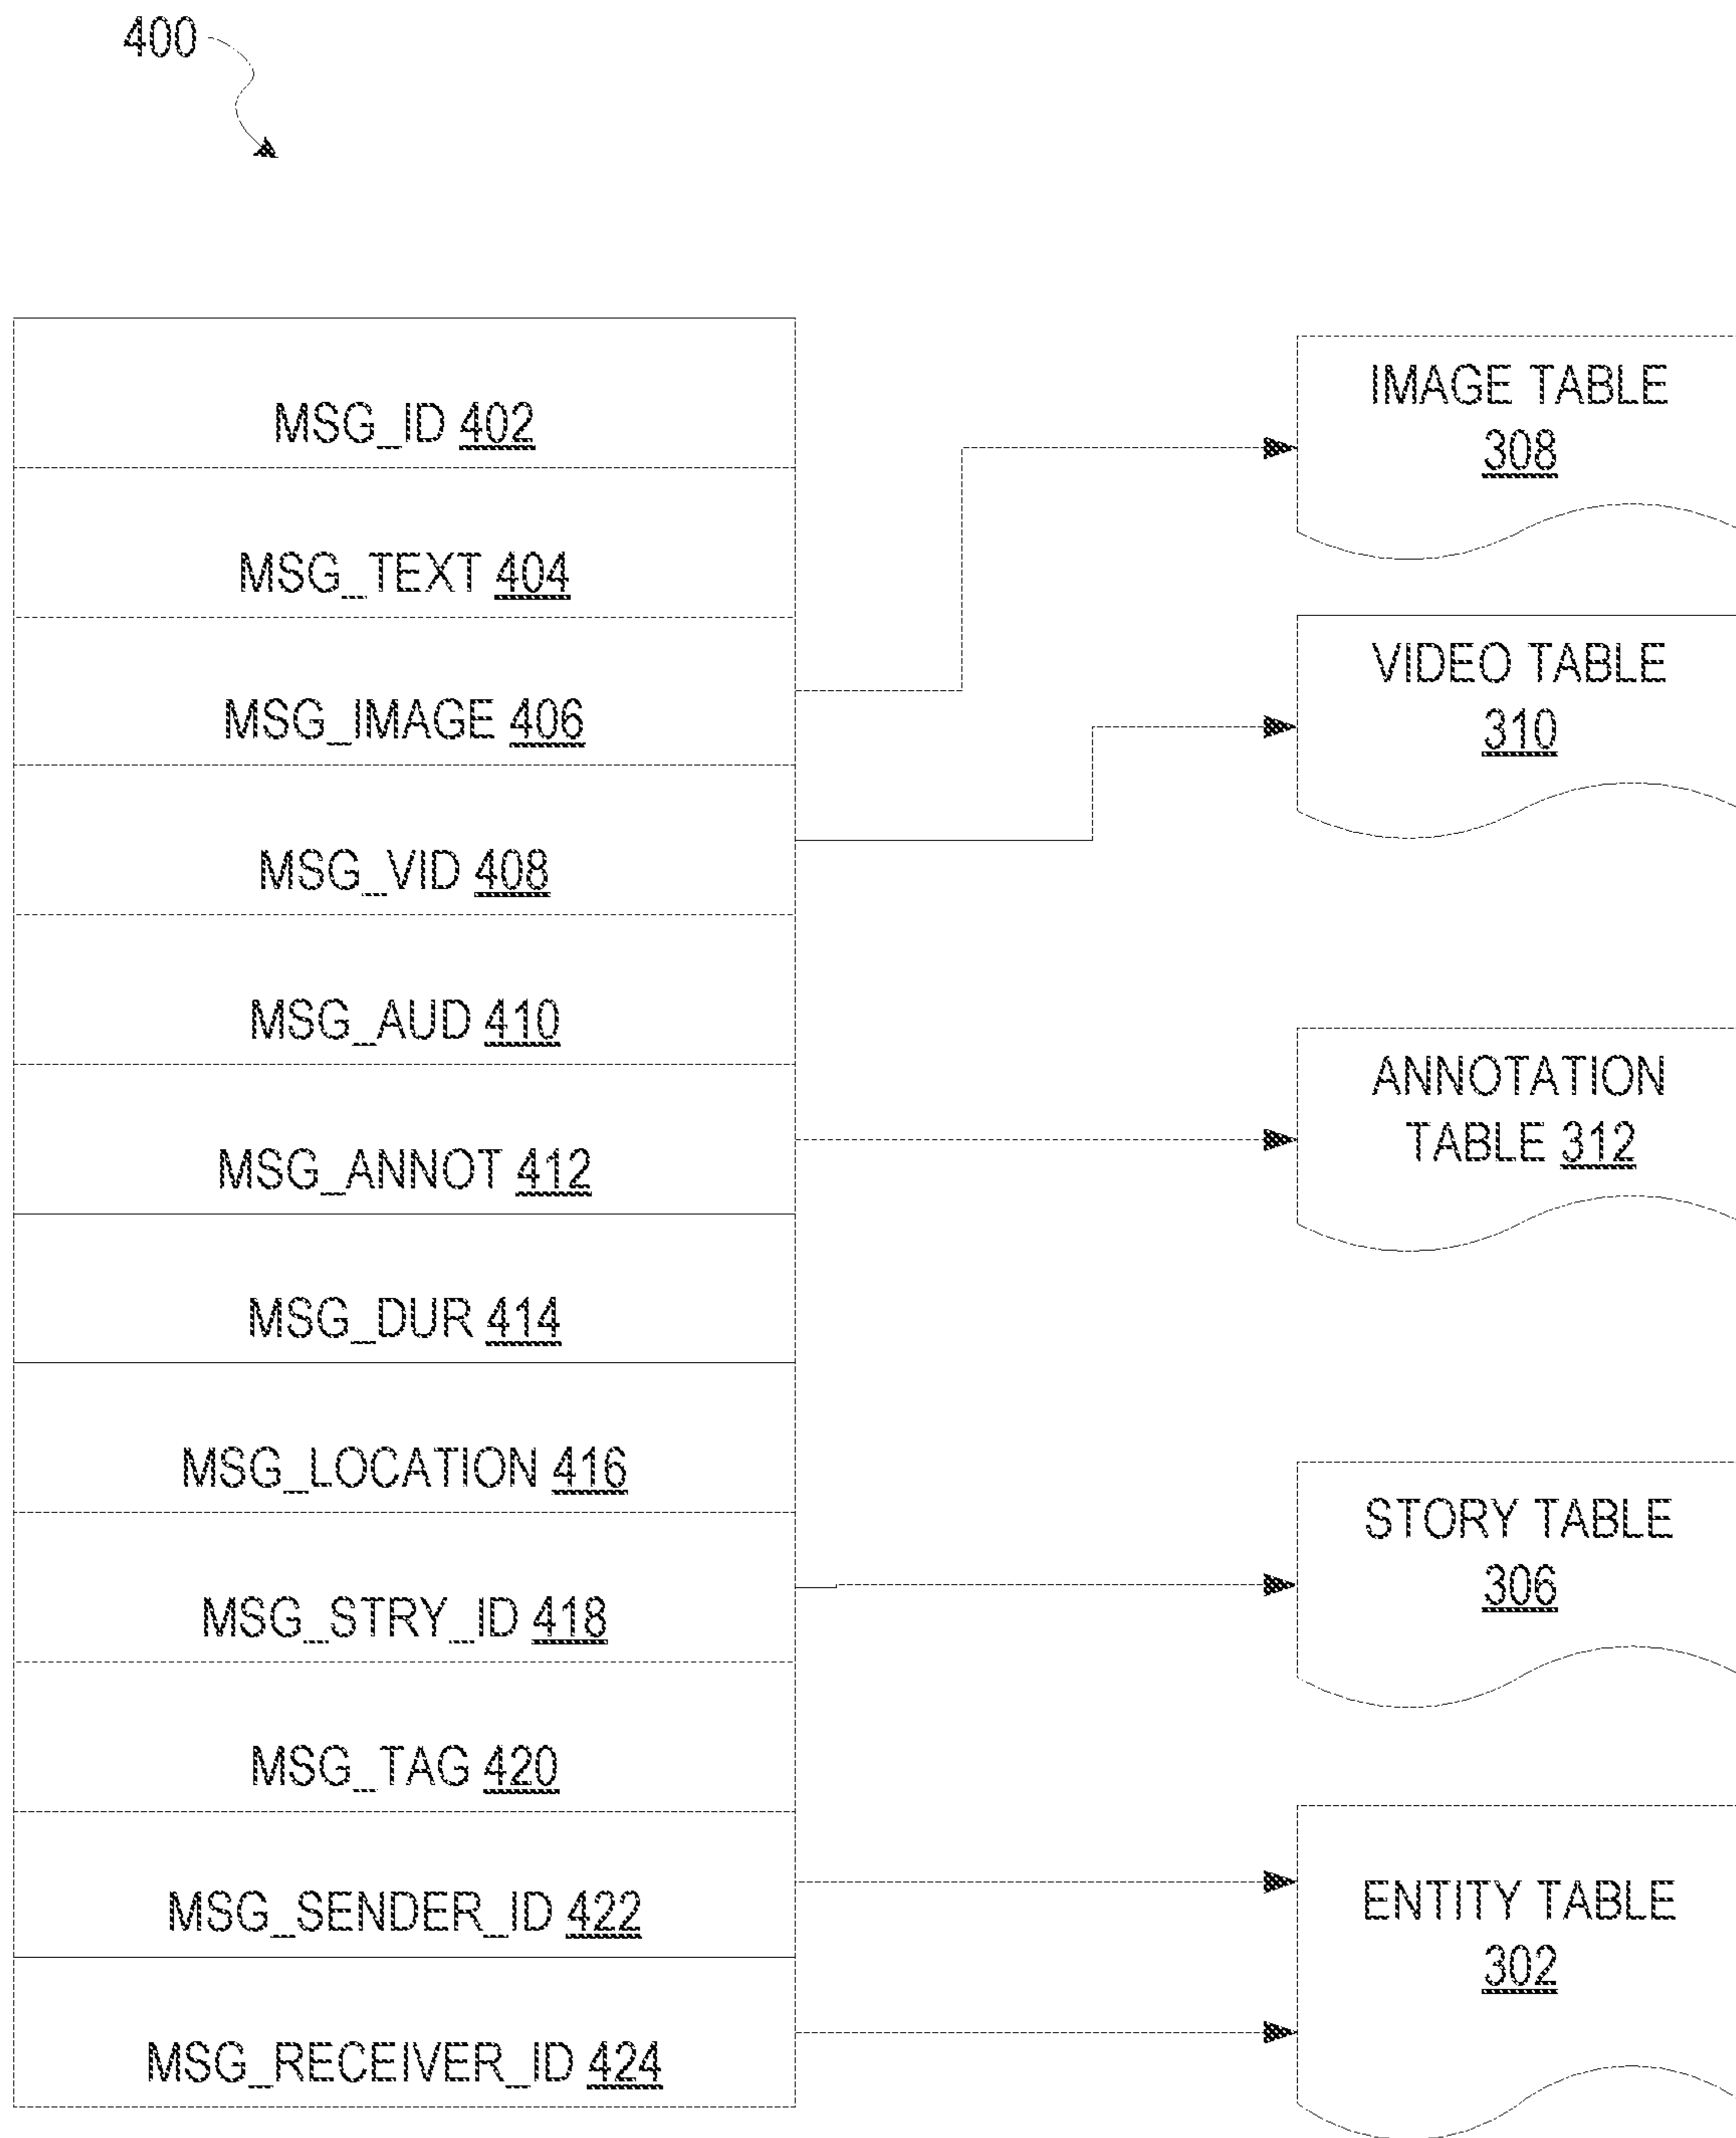 400
MSG_ID 402
MSG_TEXT 404
MSG_IMAGE 406
MSG_VID 408
MSG_AUD 410
MSG_ANNOT 412
MSG_DUR 414
MSG_LOCATION 416
MSG_STRY_ID 418
MSG_TAG 420
MSG_SENDER_ID 422
MSG_RECEIVER_ID 424
IMAGE TABLE
308
VIDEO TABLE
310
ANNOTATION
TABLE 312
STORY TABLE
306
ENTITY TABLE
302